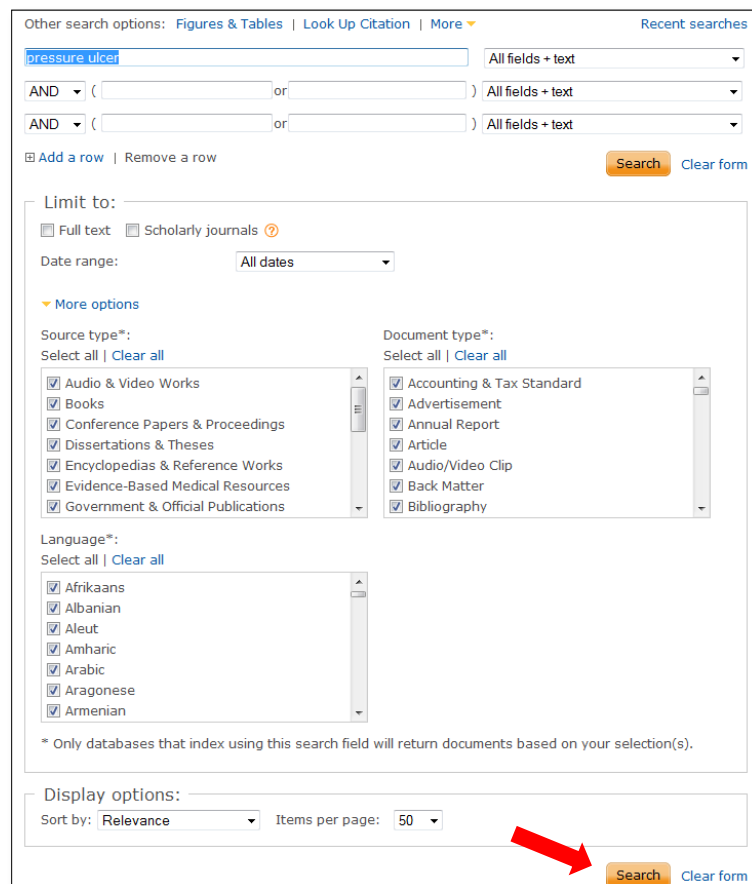 Other search options: Figures & Tables | Look Up Citation | More Recent searches
pressure ulcer All fields + text
AND ( or ) All fields + text
AND ( or ) All fields + text
Add a row | Remove a row Search Clear form
Limit to:
Full text Scholarly journals ?
Date range: All dates
More options
Source type*: Document type*:
Select all | Clear all Select all | Clear all
Audio & Video Works Accounting & Tax Standard
Books Advertisement
Conference Papers & Proceedings Annual Report
Dissertations & Theses Article
Encyclopedias & Reference Works Audio/Video Clip
Evidence-Based Medical Resources Back Matter
Government & Official Publications Bibliography
Language*:
Select all | Clear all
Afrikaans
Albanian
Aleut
Amharic
Arabic
Aragonese
Armenian
* Only databases that index using this search field will return documents based on your selection(s).
Display options:
Sort by: Relevance Items per page: 50
Search Clear form